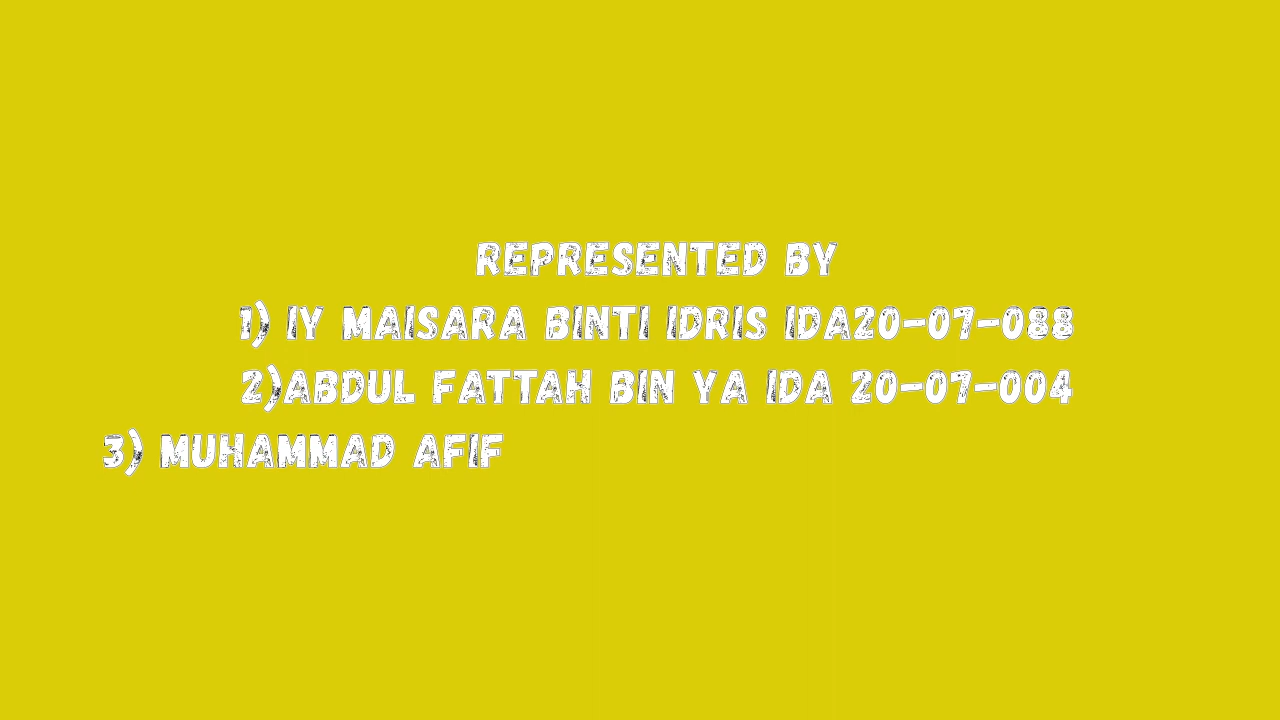 REPRESENTED BY
1) IY MAISARA BINTI IDRIS IDA20-07-088
2)ABDUL FATTAH BIN YA IDA 20-07-004
3) MUHAMMAD AFIF